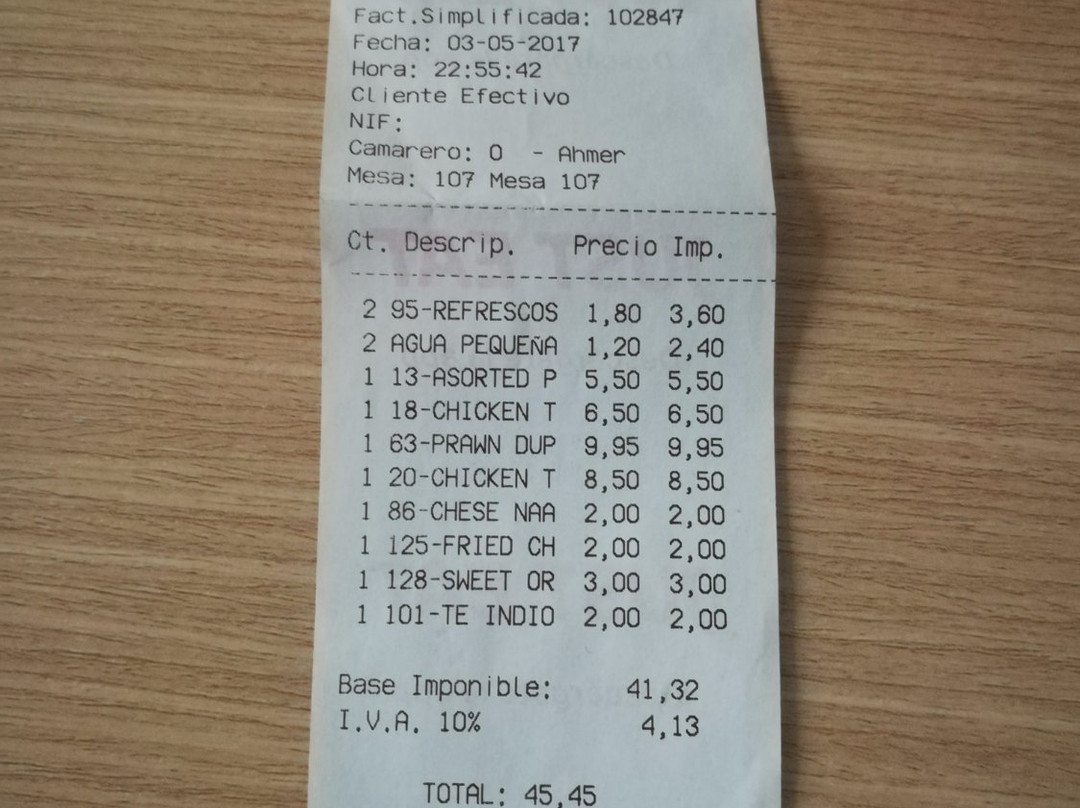 Fact.Simplificada: 102847
Fecha: 03-05-2017
Hora: 22:55:42
Cliente Efectivo
NIF:
Camarero: 0 - Ahmer
Mesa: 107 Mesa 107
Ct. Descrip. Precio Imp.
2 95-REFRESCOS 1,80 3,60
2 AGUA PEQUEÑA 1,20 2,40
1 13-ASORTED P 5,50 5,50
1 18-CHICKEN T 6,50 6,50
1 63-PRAWN DUP 9,95 9,95
1 20-CHICKEN T 8,50 8,50
1 86-CHESE NAA 2,00 2,00
1 125-FRIED CH 2,00 2,00
1 128-SWEET OR 3,00 3,00
1 101-TE INDIO 2,00 2,00
Base Imponible: 41,32
I.V.A. 10% 4,13
TOTAL: 45,45